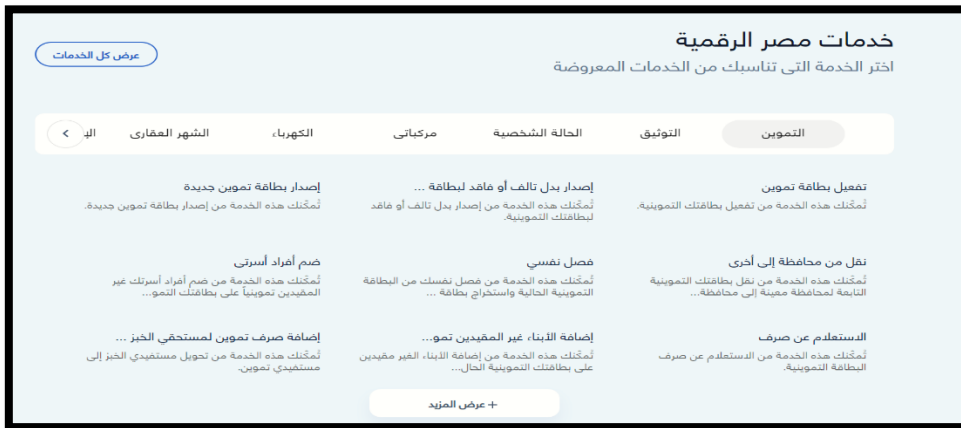 خدمات مصر الرقمية
اختر الخدمة التى تناسبك من الخدمات المعروضة
عرض كل الخدمات
التموين
التوثيق
الحالة الشخصية
مركباتى
الكهرباء
الشهر العقارى
تفعيل بطاقة تموين
تُمكّنك هذه الخدمة من تفعيل بطاقتك التموينية.
إصدار بدل تالف أو فاقد لبطاقة ...
تُمكّنك هذه الخدمة من إصدار بدل تالف أو فاقد
لبطاقتك التموينية.
إصدار بطاقة تموين جديدة
تُمكّنك هذه الخدمة من إصدار بطاقة تموين جديدة.
نقل من محافظة إلى أخرى
تُمكّنك هذه الخدمة من نقل بطاقتك التموينية
التابعة لمحافظة معينة إلى محافظة...
فصل نفسي
تُمكّنك هذه الخدمة من فصل نفسك من البطاقة
التموينية الحالية واستخراج بطاقة ...
ضم أفراد أسرتى
تُمكّنك هذه الخدمة من ضم أفراد أسرتك غير
المقيدين تموينياً على بطاقتك التمو...
الاستعلام عن صرف
تُمكّنك هذه الخدمة من الاستعلام عن صرف
البطاقة التموينية.
إضافة الأبناء غير المقيدين تمو...
تُمكّنك هذه الخدمة من إضافة الأبناء الغير مقيدين
على بطاقتك التموينية الحال...
إضافة صرف تموين لمستحقي الخبز ...
تُمكّنك هذه الخدمة من تحويل مستفيدي الخبز إلى
مستفيدي تموين.
+ عرض المزيد